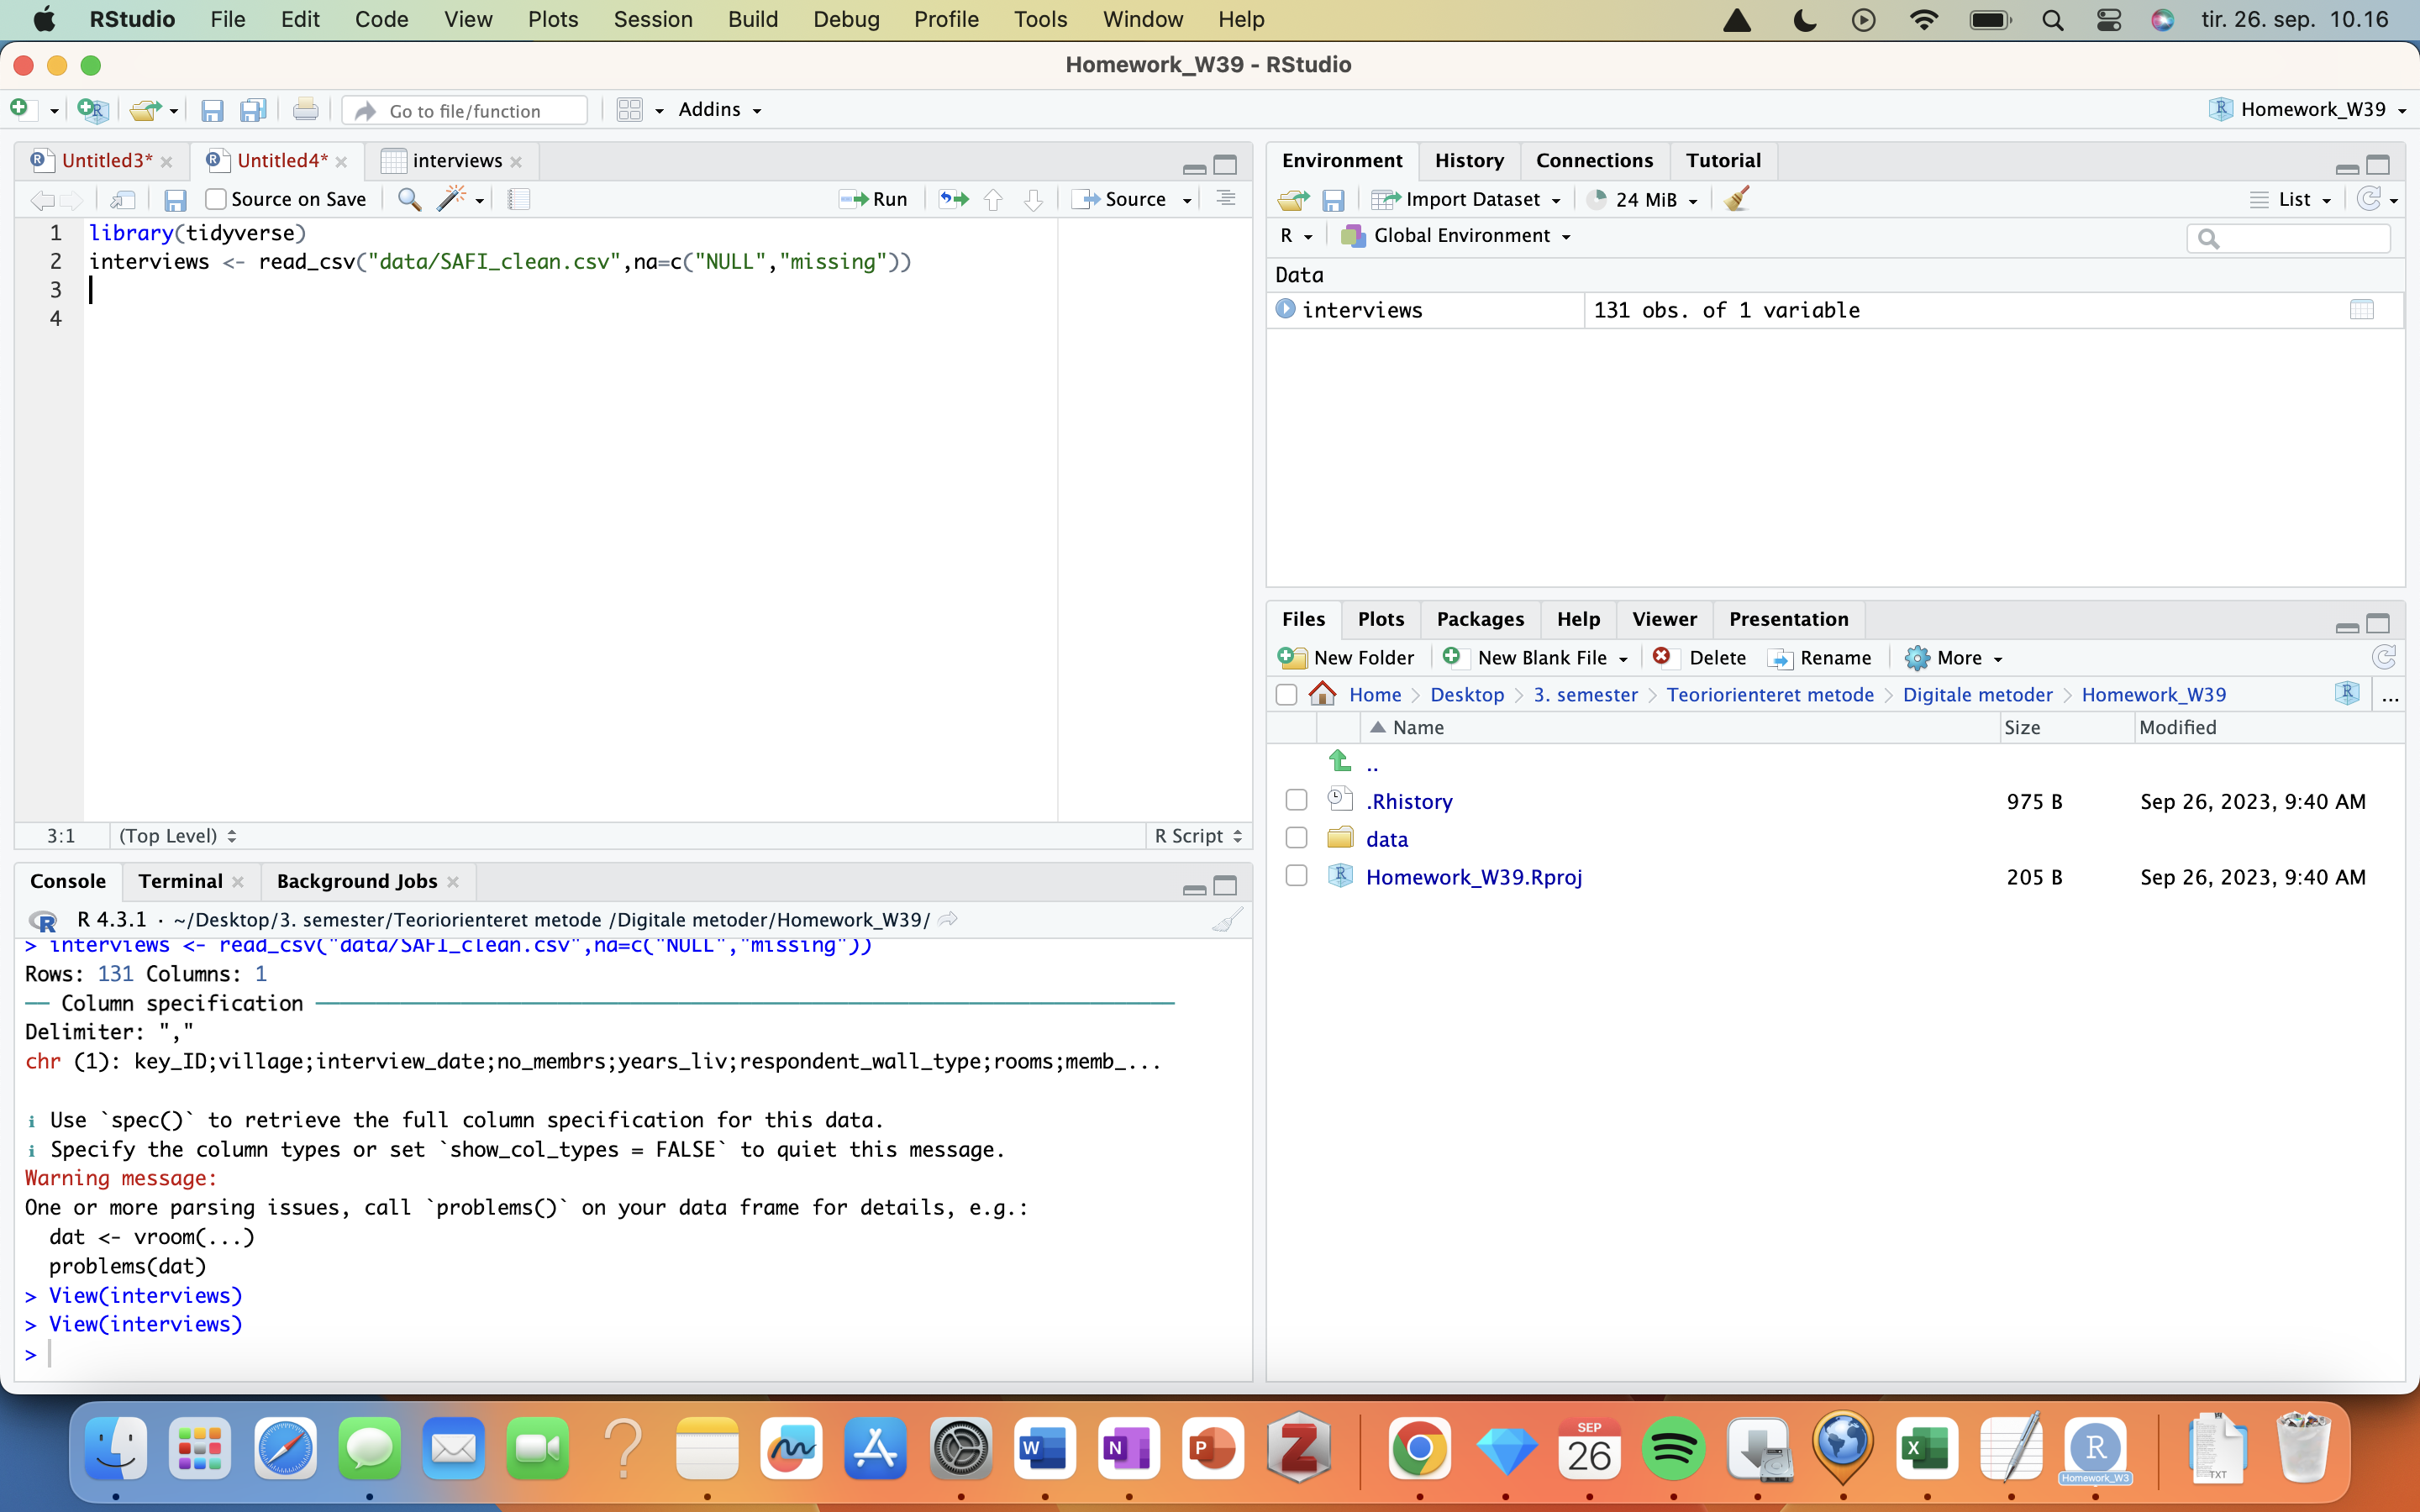 RStudio File Edit Code View Plots Session Build Debug Profile Tools Window Help tir. 26. sep. 10.16
Homework_W39 - RStudio
Go to file/function Addins Homework_W39
Untitled3* Untitled4* interviews
Source on Save Run Source
1 library(tidyverse)
2 interviews <- read_csv("data/SAFI_clean.csv",na=c("NULL","missing"))
3
4
3:1 (Top Level) R Script
Console Terminal Background Jobs
R 4.3.1 · ~/Desktop/3. semester/Teoriorienteret metode /Digitale metoder/Homework_W39/
> interviews <- read_csv("data/SAFI_clean.csv",na=c("NULL","missing"))
Rows: 131 Columns: 1
── Column specification ──────────
Delimiter: ","
chr (1): key_ID;village;interview_date;no_membrs;years_liv;respondent_wall_type;rooms;memb_...
ℹ Use `spec()` to retrieve the full column specification for this data.
ℹ Specify the column types or set `show_col_types = FALSE` to quiet this message.
Warning message:
One or more parsing issues, call `problems()` on your data frame for details, e.g.:
dat <- vroom(...)
problems(dat)
> View(interviews)
> View(interviews)
>
Environment History Connections Tutorial
Import Dataset 24 MiB List
R Global Environment
Data
interviews 131 obs. of 1 variable
Files Plots Packages Help Viewer Presentation
New Folder New Blank File Delete Rename More
Home Desktop 3. semester Teoriorienteret metode Digitale metoder Homework_W39 ...
Name Size Modified
..
.Rhistory 975 B Sep 26, 2023, 9:40 AM
data
Homework_W39.Rproj 205 B Sep 26, 2023, 9:40 AM
W N P Z SEP 26 X R TXT
Homework_W3